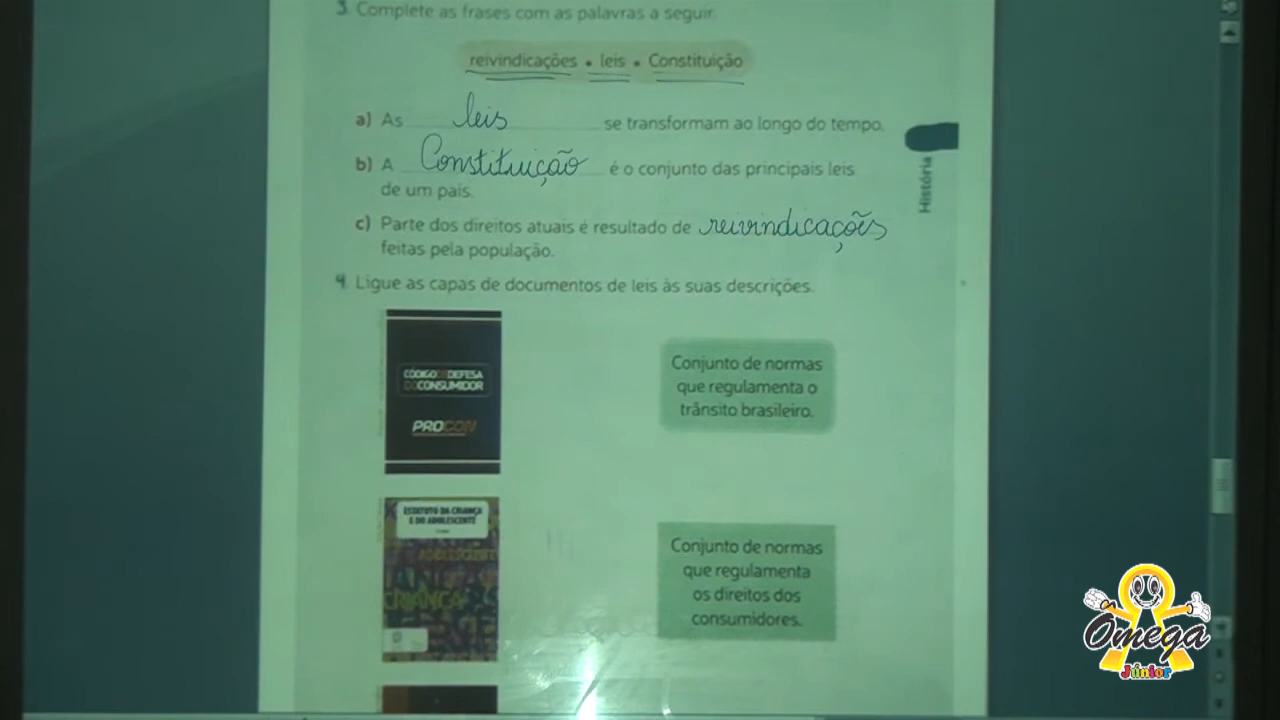 3. Complete as frases com as palavras a seguir.
reivindicações • leis • Constituição
a) As leis se transformam ao longo do tempo.
b) A Constituição é o conjunto das principais leis
de um país.
c) Parte dos direitos atuais é resultado de reivindicações
feitas pela população.
História
4. Ligue as capas de documentos de leis às suas descrições.
CÓDIGO DE DEFESA
DO CONSUMIDOR
PROCON
Conjunto de normas
que regulamenta o
trânsito brasileiro.
ESTATUTO DA CRIANÇA
E DO ADOLESCENTE
ADOLESCENTE
CRIANÇA
Conjunto de normas
que regulamenta
os direitos dos
consumidores.
Omega
Júnior